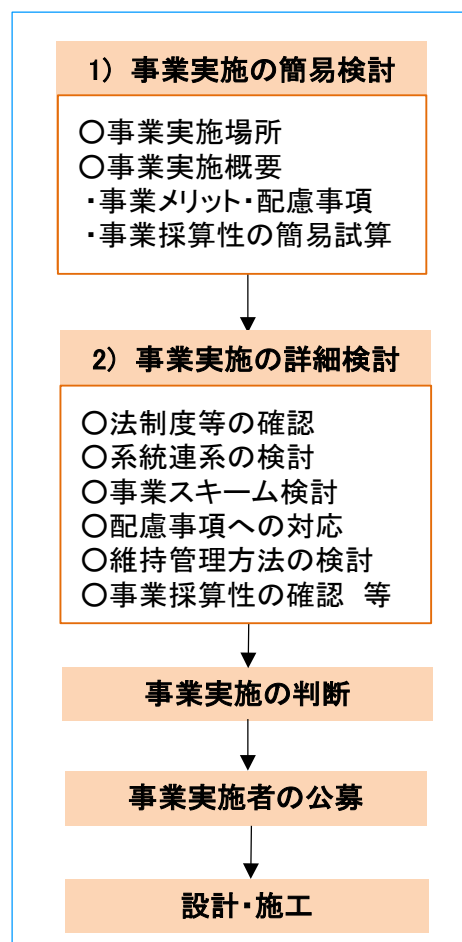 1) 事業実施の簡易検討
〇事業実施場所
〇事業実施概要
・事業メリット・配慮事項
・事業採算性の簡易試算
2) 事業実施の詳細検討
〇法制度等の確認
〇系統連系の検討
〇事業スキーム検討
〇配慮事項への対応
〇維持管理方法の検討
〇事業採算性の確認 等
事業実施の判断
事業実施者の公募
設計・施工